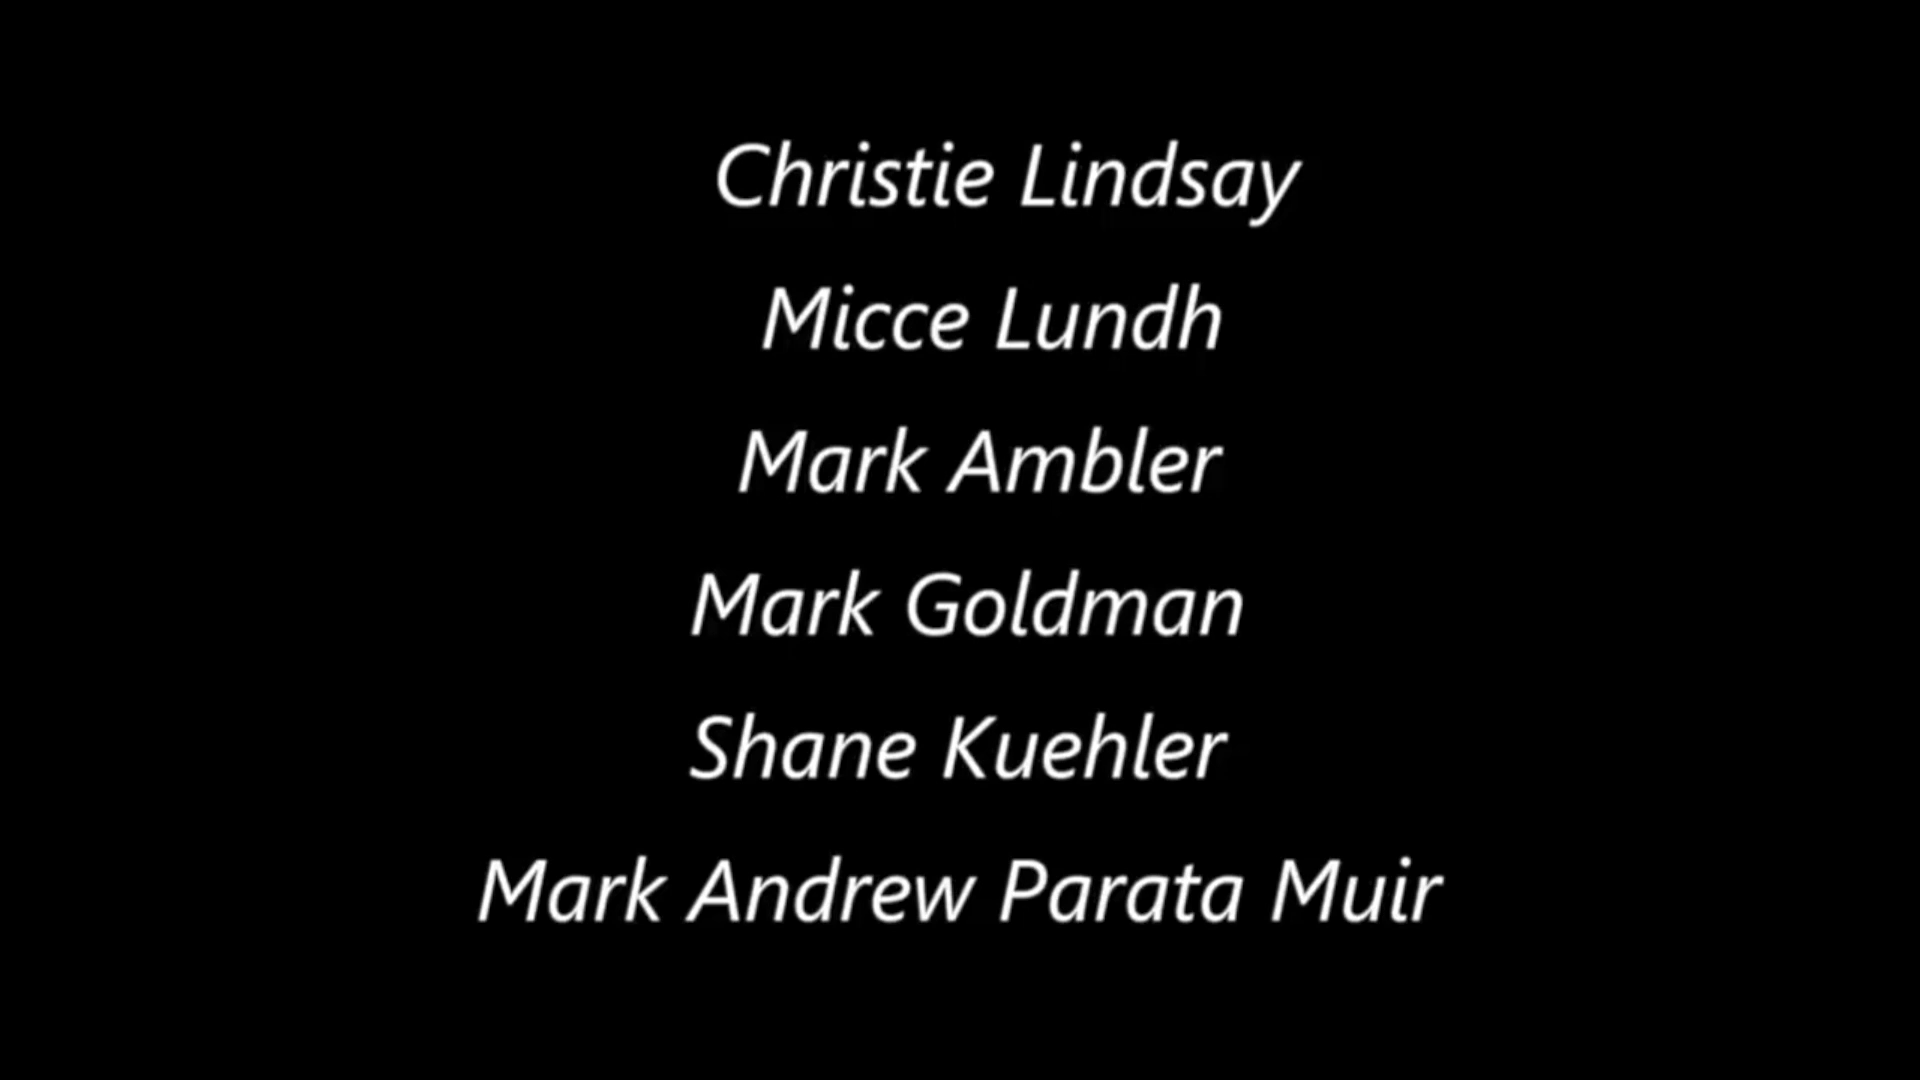 Christie Lindsay
Micce Lundh
Mark Ambler
Mark Goldman
Shane Kuehler
Mark Andrew Parata Muir